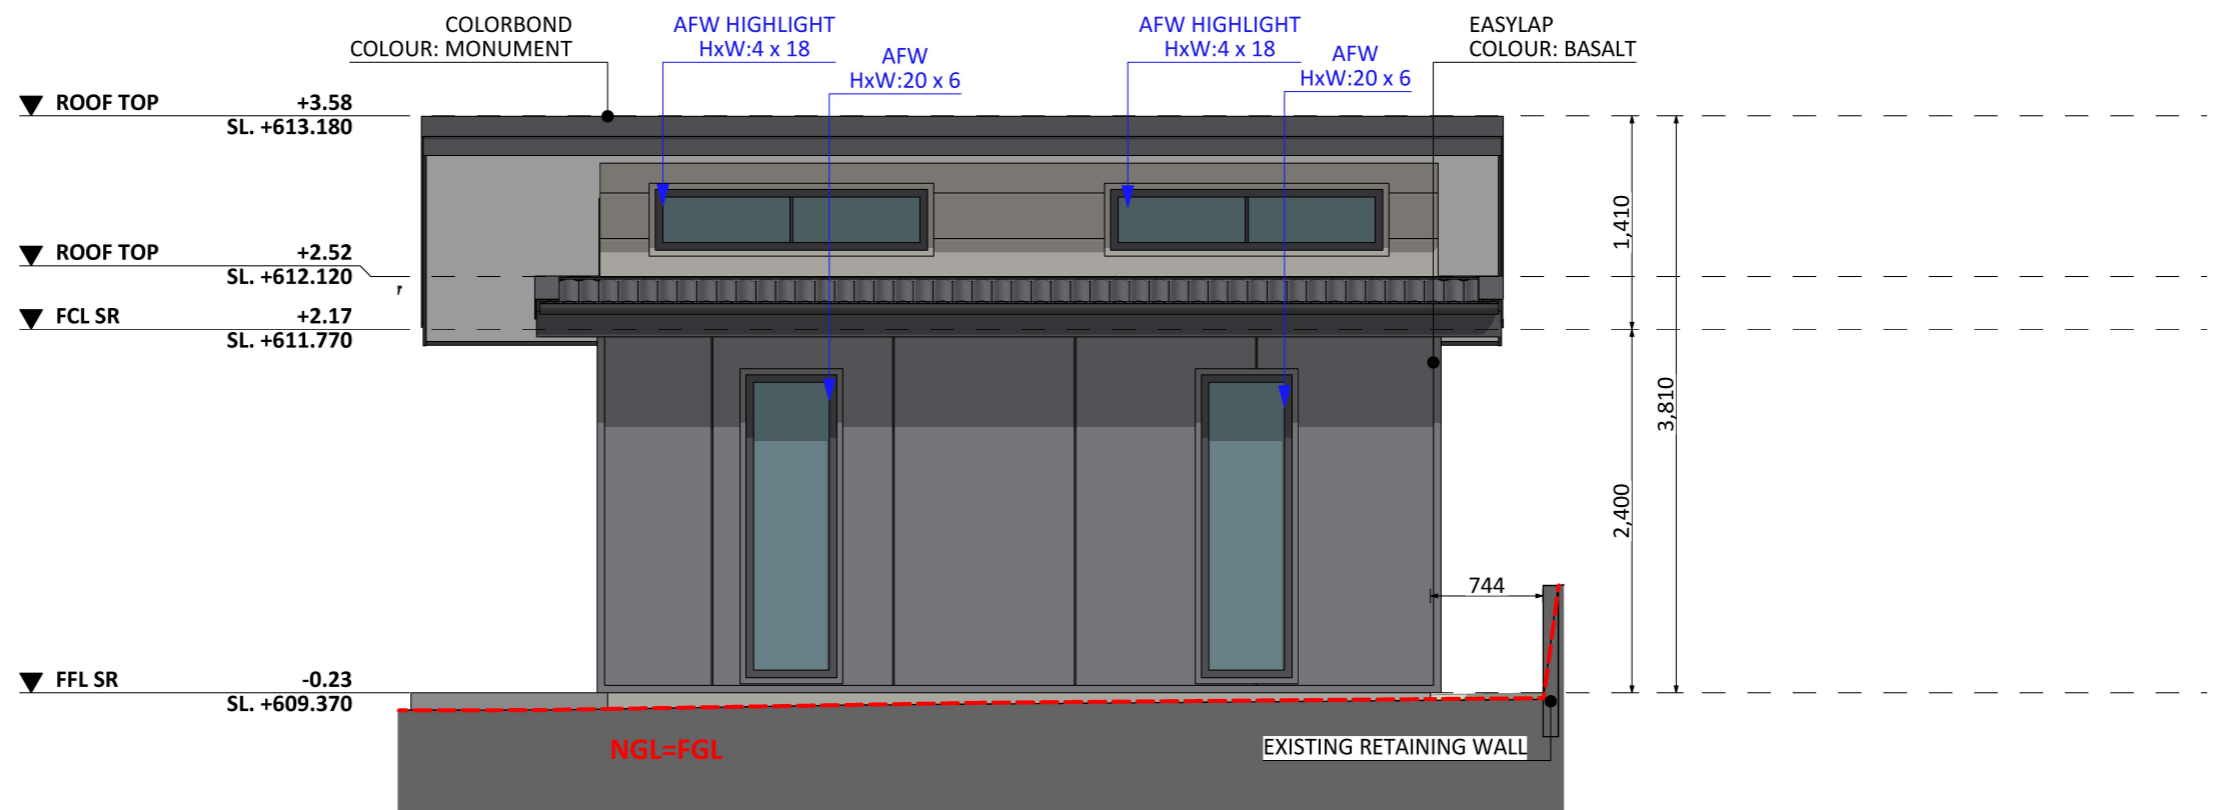 COLORBOND
COLOUR: MONUMENT
AFW HIGHLIGHT
HxW:4 x 18
AFW
HxW:20 x 6
AFW HIGHLIGHT
HxW:4 x 18
AFW
HxW:20 x 6
EASYLAP
COLOUR: BASALT
ROOF TOP +3.58
SL. +613.180
ROOF TOP +2.52
SL. +612.120
FCL SR +2.17
SL. +611.770
1,410
3,810
2,400
744
FFL SR -0.23
SL. +609.370
NGL=FGL
EXISTING RETAINING WALL